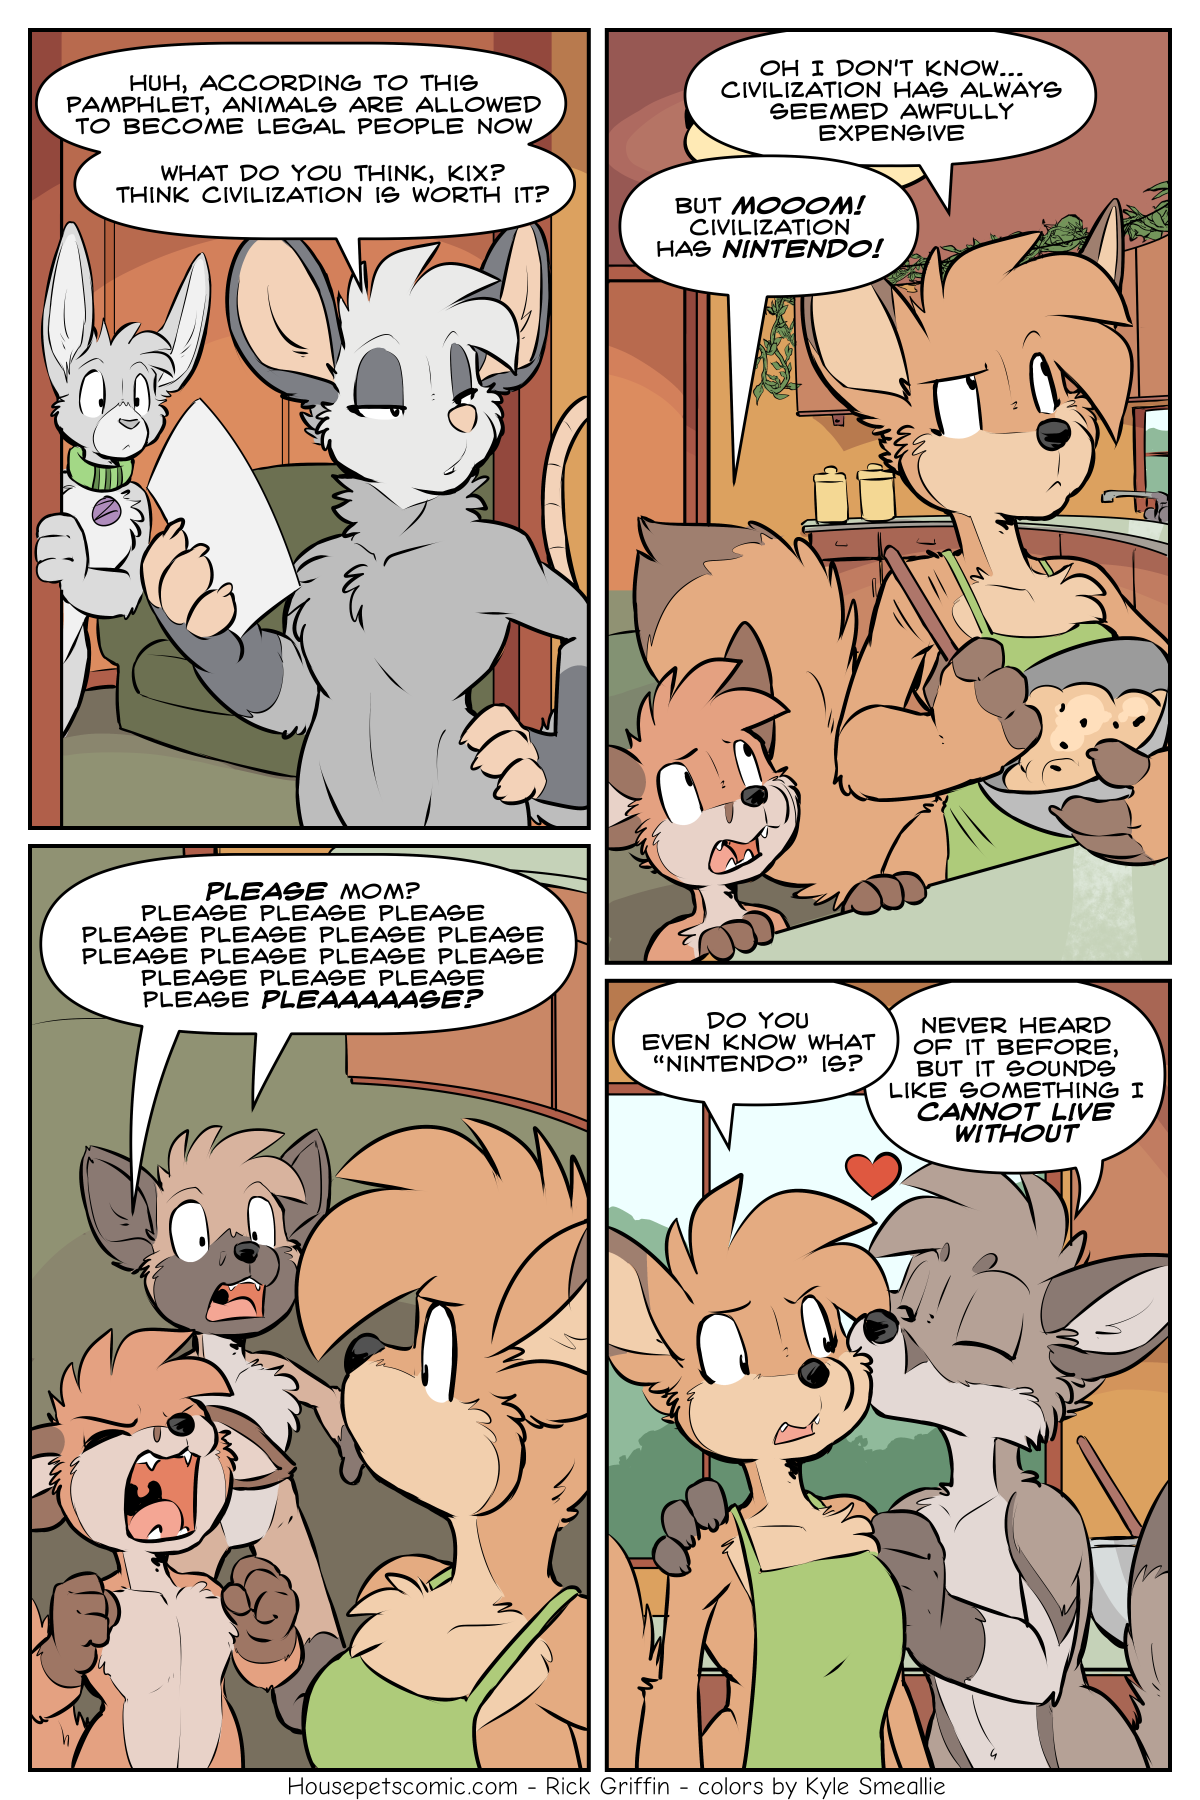 HUH, ACCORDING TO THIS
PAMPHLET, ANIMALS ARE ALLOWED
TO BECOME LEGAL PEOPLE NOW
WHAT DO YOU THINK, KIX?
THINK CIVILIZATION IS WORTH IT?
OH I DON'T KNOW...
CIVILIZATION HAS ALWAYS
SEEMED AWFULLY
EXPENSIVE
BUT MOOOM!
CIVILIZATION
HAS NINTENDO!
PLEASE MOM?
PLEASE PLEASE PLEASE
PLEASE PLEASE PLEASE PLEASE
PLEASE PLEASE PLEASE PLEASE
PLEASE PLEASE PLEASE
PLEASE PLEAAAAASE?
DO YOU
EVEN KNOW WHAT
“NINTENDO” IS?
NEVER HEARD
OF IT BEFORE,
BUT IT SOUNDS
LIKE SOMETHING I
CANNOT LIVE
WITHOUT
Housepetscomic.com - Rick Griffin - colors by Kyle Smeallie